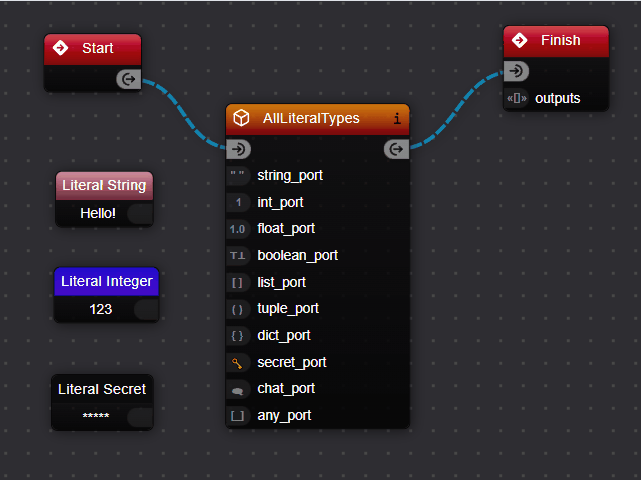 Start
Finish
outputs
AllLiteralTypes i
" " string_port
1 int_port
1.0 float_port
boolean_port
[ ] list_port
( ) tuple_port
{ } dict_port
secret_port
chat_port
[_] any_port
«[]»
Literal String
Hello!
Literal Integer
123
Literal Secret
*****